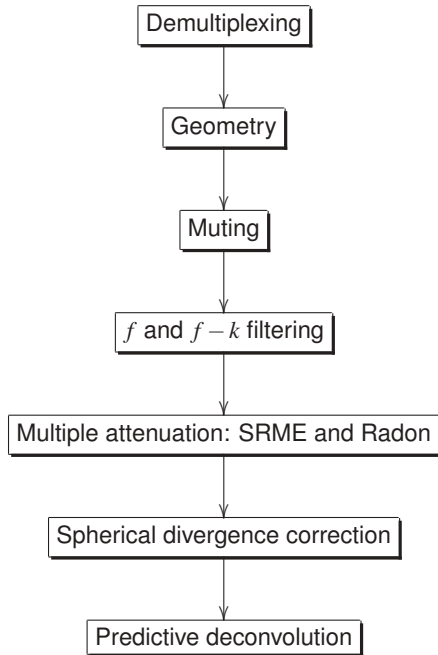 Demultiplexing
Geometry
Muting
f and f − k filtering
Multiple attenuation: SRME and Radon
Spherical divergence correction
Predictive deconvolution